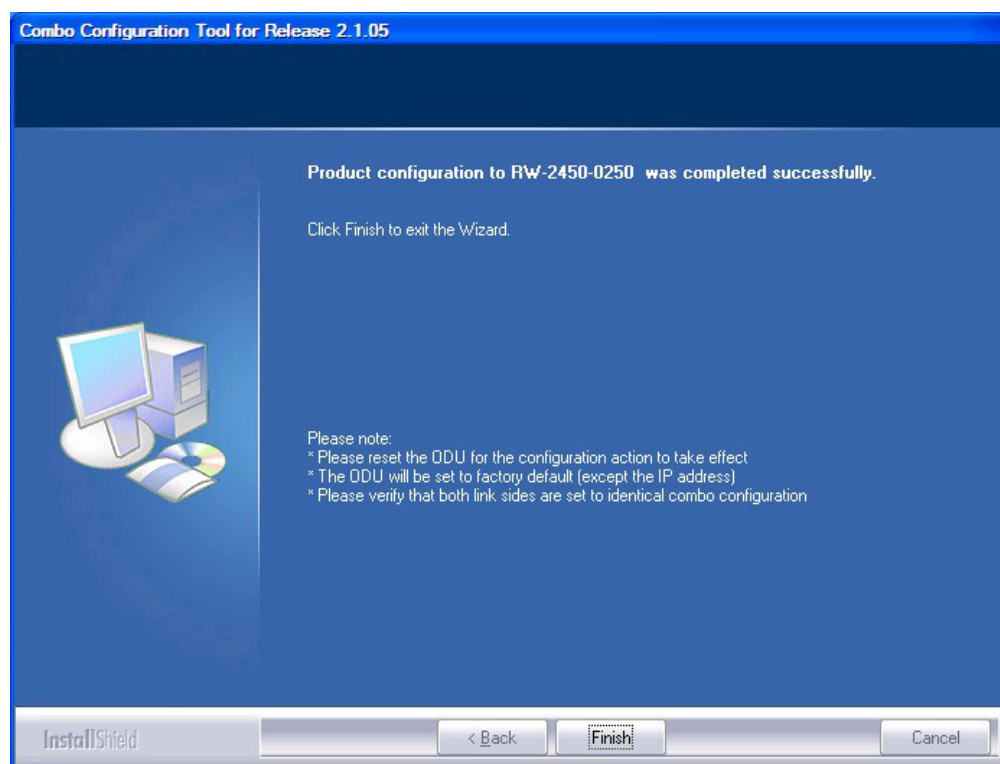 Combo Configuration Tool for Release 2.1.05
Product configuration to RW-2450-0250 was completed successfully.
Click Finish to exit the Wizard.
Please note:
* Please reset the ODU for the configuration action to take effect
* The ODU will be set to factory default (except the IP address)
* Please verify that both link sides are set to identical combo configuration
InstallShield
< Back
Finish
Cancel